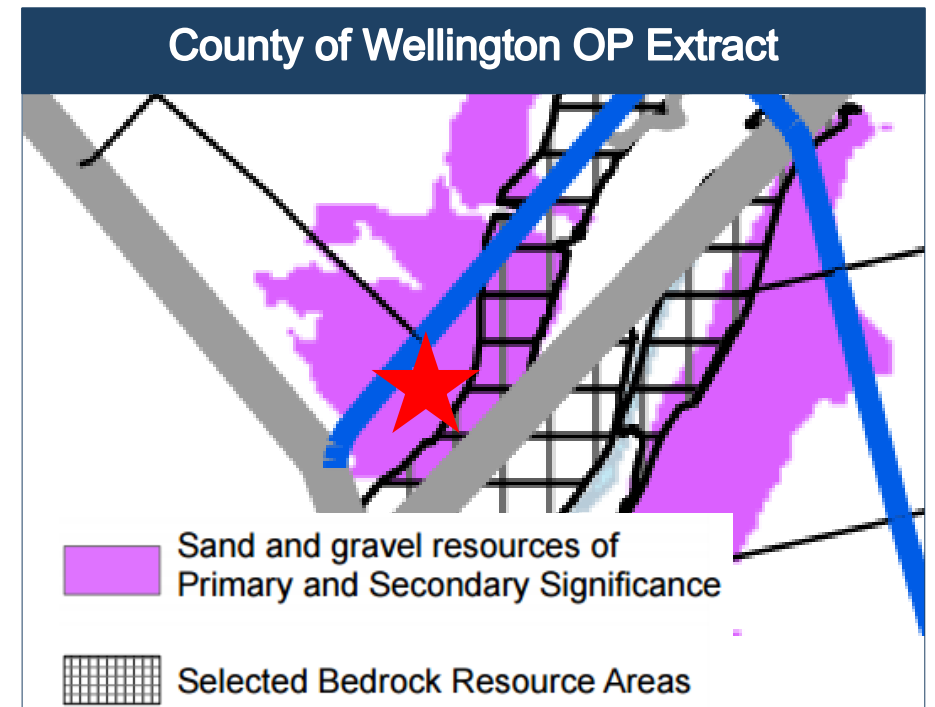 County of Wellington OP Extract
Sand and gravel resources of
Primary and Secondary Significance
Selected Bedrock Resource Areas